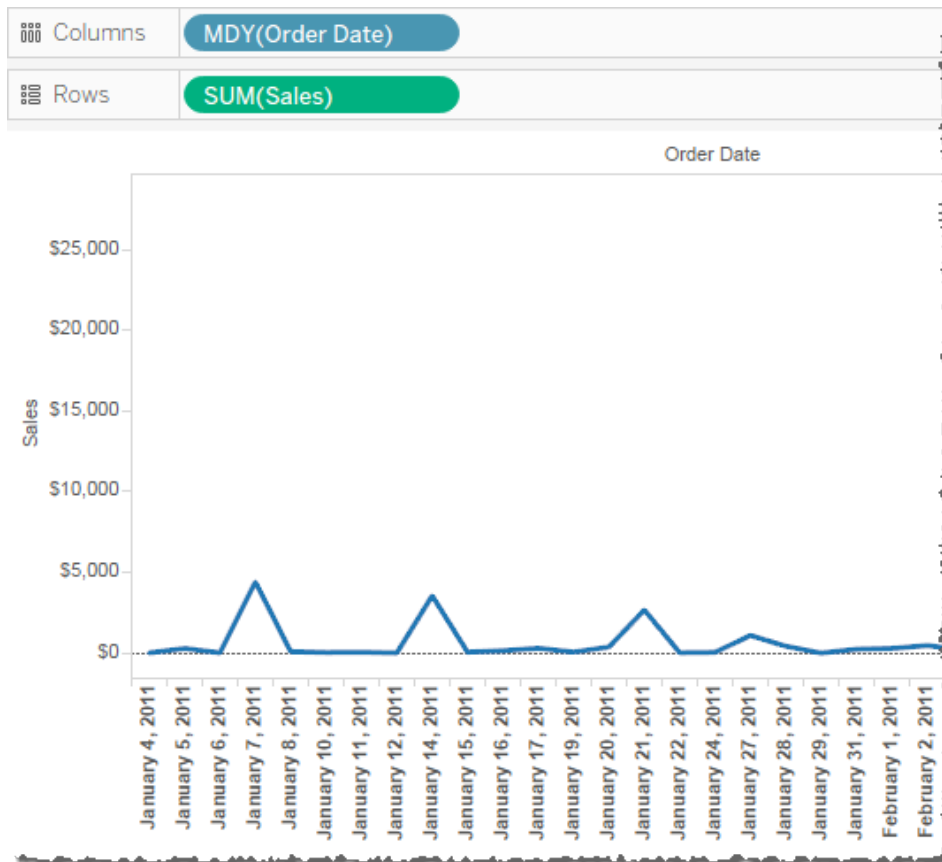 Columns
MDY(Order Date)
Rows
SUM(Sales)
Order Date
$25,000
$20,000
$15,000
$10,000
$5,000
$0
Sales
January 4, 2011
January 5, 2011
January 6, 2011
January 7, 2011
January 8, 2011
January 10, 2011
January 11, 2011
January 12, 2011
January 14, 2011
January 15, 2011
January 16, 2011
January 17, 2011
January 19, 2011
January 20, 2011
January 21, 2011
January 22, 2011
January 24, 2011
January 27, 2011
January 28, 2011
January 29, 2011
January 31, 2011
February 1, 2011
February 2, 2011